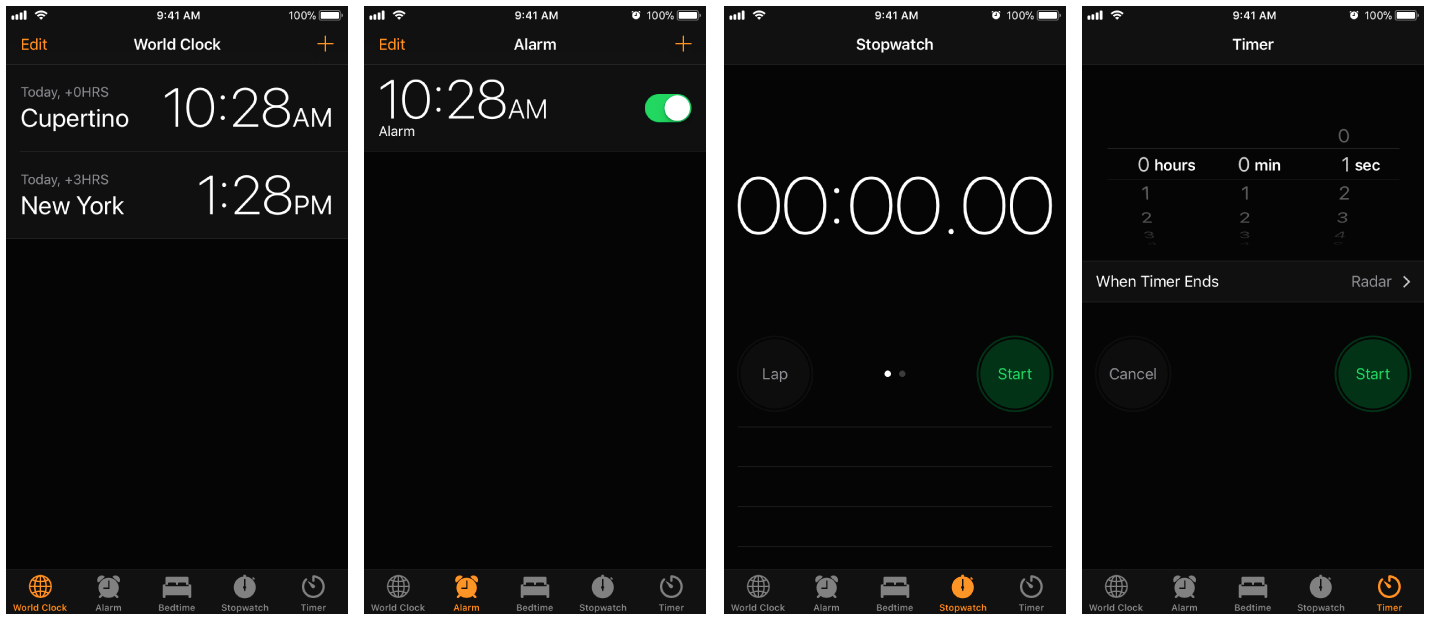 9:41 AM 100%
Edit World Clock +
Today, +0HRS
Cupertino 10:28AM
Today, +3HRS
New York 1:28PM
World Clock Alarm Bedtime Stopwatch Timer
9:41 AM 100%
Edit Alarm +
10:28AM
Alarm
World Clock Alarm Bedtime Stopwatch Timer
9:41 AM 100%
Stopwatch
00:00.00
Lap Start
World Clock Alarm Bedtime Stopwatch Timer
9:41 AM 100%
Timer
0
0 hours 0 min 1 sec
1 1 2
2 2 3
3 3 4
When Timer Ends Radar
Cancel Start
World Clock Alarm Bedtime Stopwatch Timer